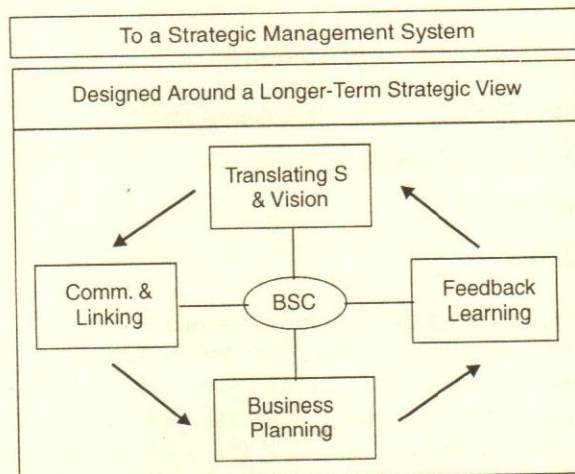 To a Strategic Management System
Designed Around a Longer-Term Strategic View
Translating S
& Vision
Comm. &
Linking
BSC
Feedback
Learning
Business
Planning